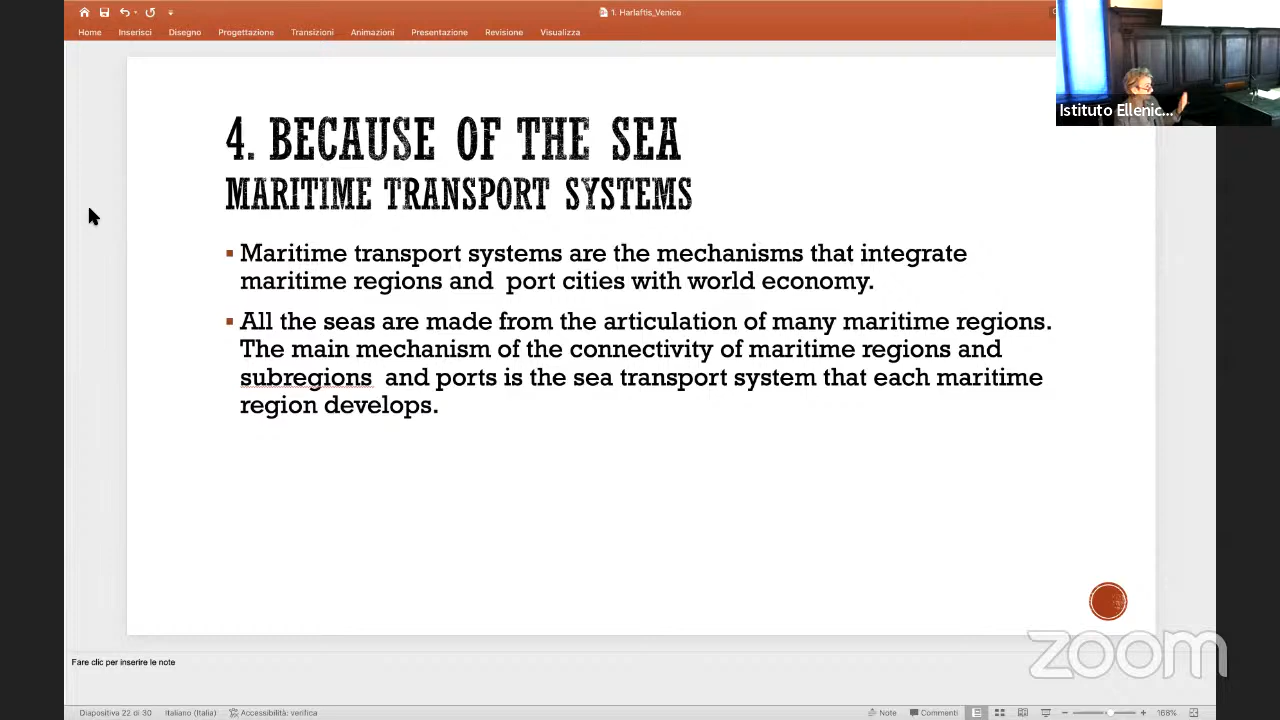 1. Harlaftis_Venice
Home Inserisci Disegno Progettazione Transizioni Animazioni Presentazione Revisione Visualizza
Istituto Ellenic...
4. BECAUSE OF THE SEA
MARITIME TRANSPORT SYSTEMS
Maritime transport systems are the mechanisms that integrate
maritime regions and port cities with world economy.
All the seas are made from the articulation of many maritime regions.
The main mechanism of the connectivity of maritime regions and
subregions and ports is the sea transport system that each maritime
region develops.
zoom
Fare clic per inserire le note
Diapositiva 22 di 30 Italiano (Italia) Accessibilità: verifica Note Commenti 168%